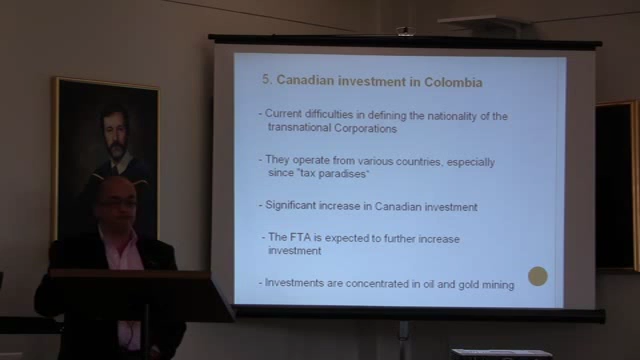 5. Canadian investment in Colombia
- Current difficulties in defining the nationality of the
transnational Corporations
- They operate from various countries, especially
since "tax paradises"
- Significant increase in Canadian investment
- The FTA is expected to further increase
investment
- Investments are concentrated in oil and gold mining